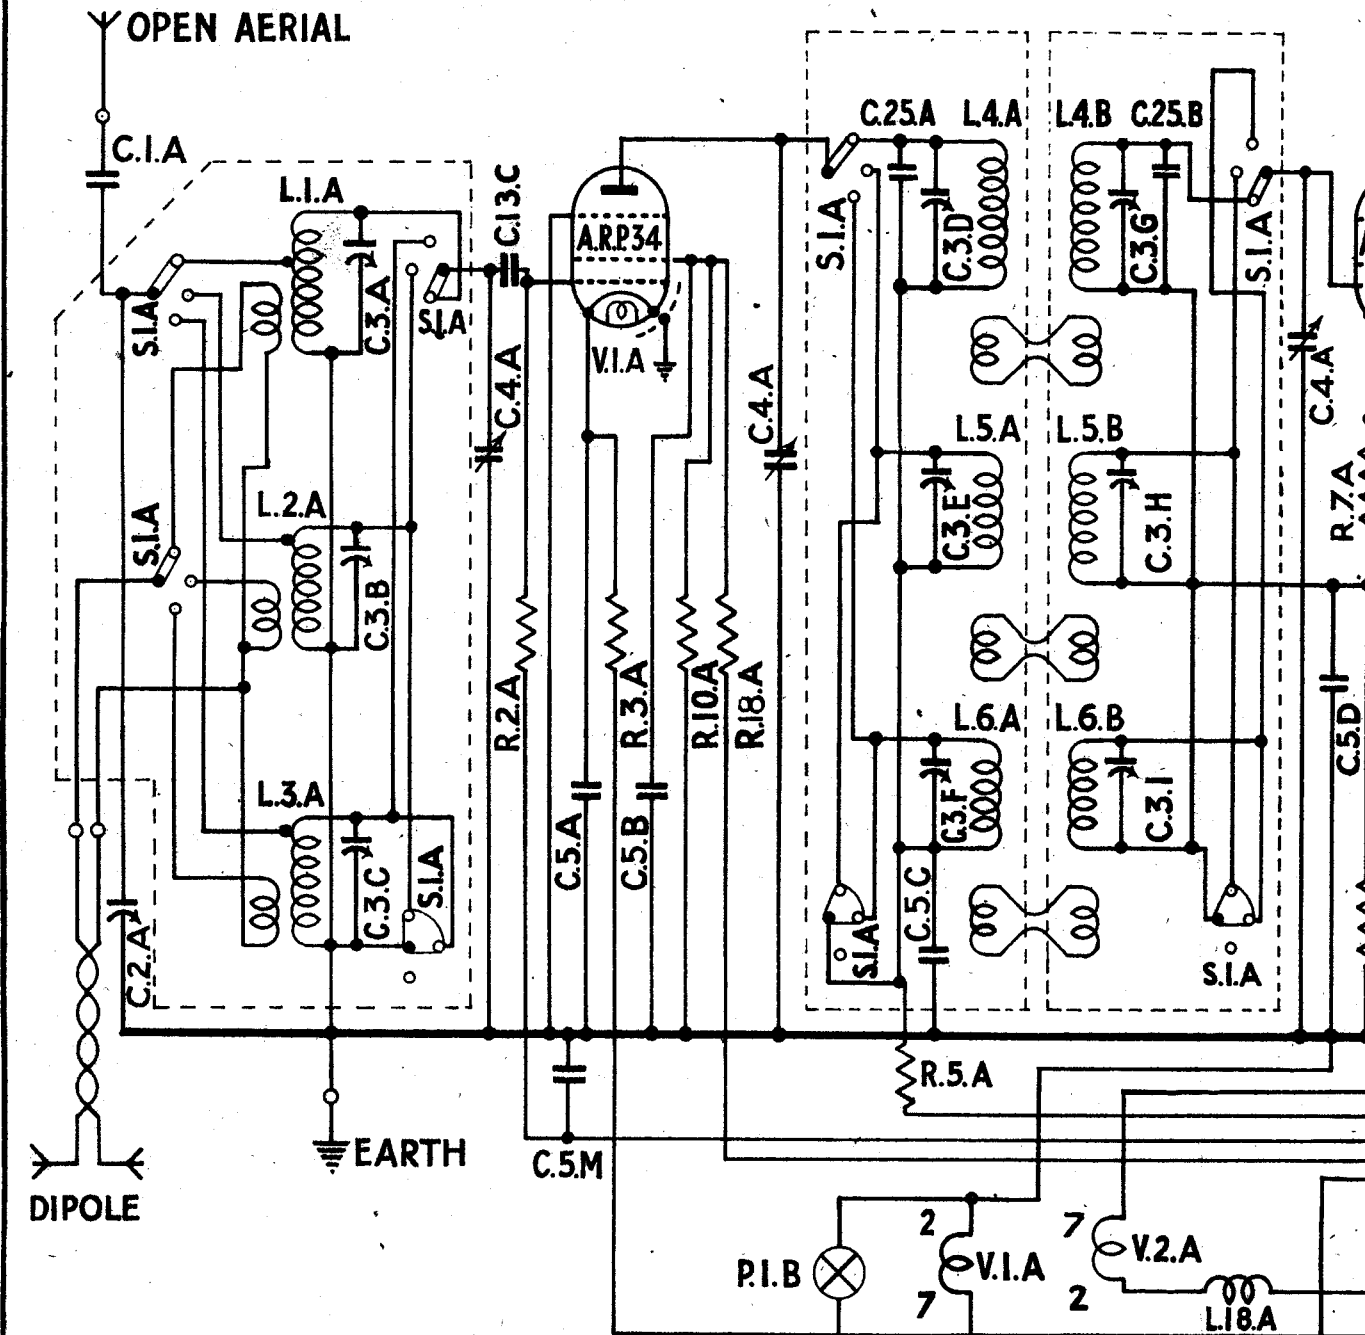 OPEN AERIAL
C.1.A
L.1.A
C.13.C
A.R.P.34
C.25.A
L.4.A
L.4.B
C.25.B
S.1.A
C.3.A
S.1.A
V.1.A
S.1.A
C.3.D
C.3.G
S.1.A
C.4.A
C.4.A
C.4.A
L.5.A
L.5.B
R.7.A
S.1.A
L.2.A
C.3.B
C.3.E
C.3.H
R.2.A
R.3.A
R.10.A
R.18.A
L.6.A
L.6.B
C.5.D
L.3.A
C.3.C
S.1.A
C.5.A
C.5.B
C.3.F
C.3.I
C.2.A
S.1.A
C.5.C
S.1.A
R.5.A
EARTH
C.5.M
DIPOLE
2
7
V.2.A
P.1.B
V.1.A
7
2
L.18.A